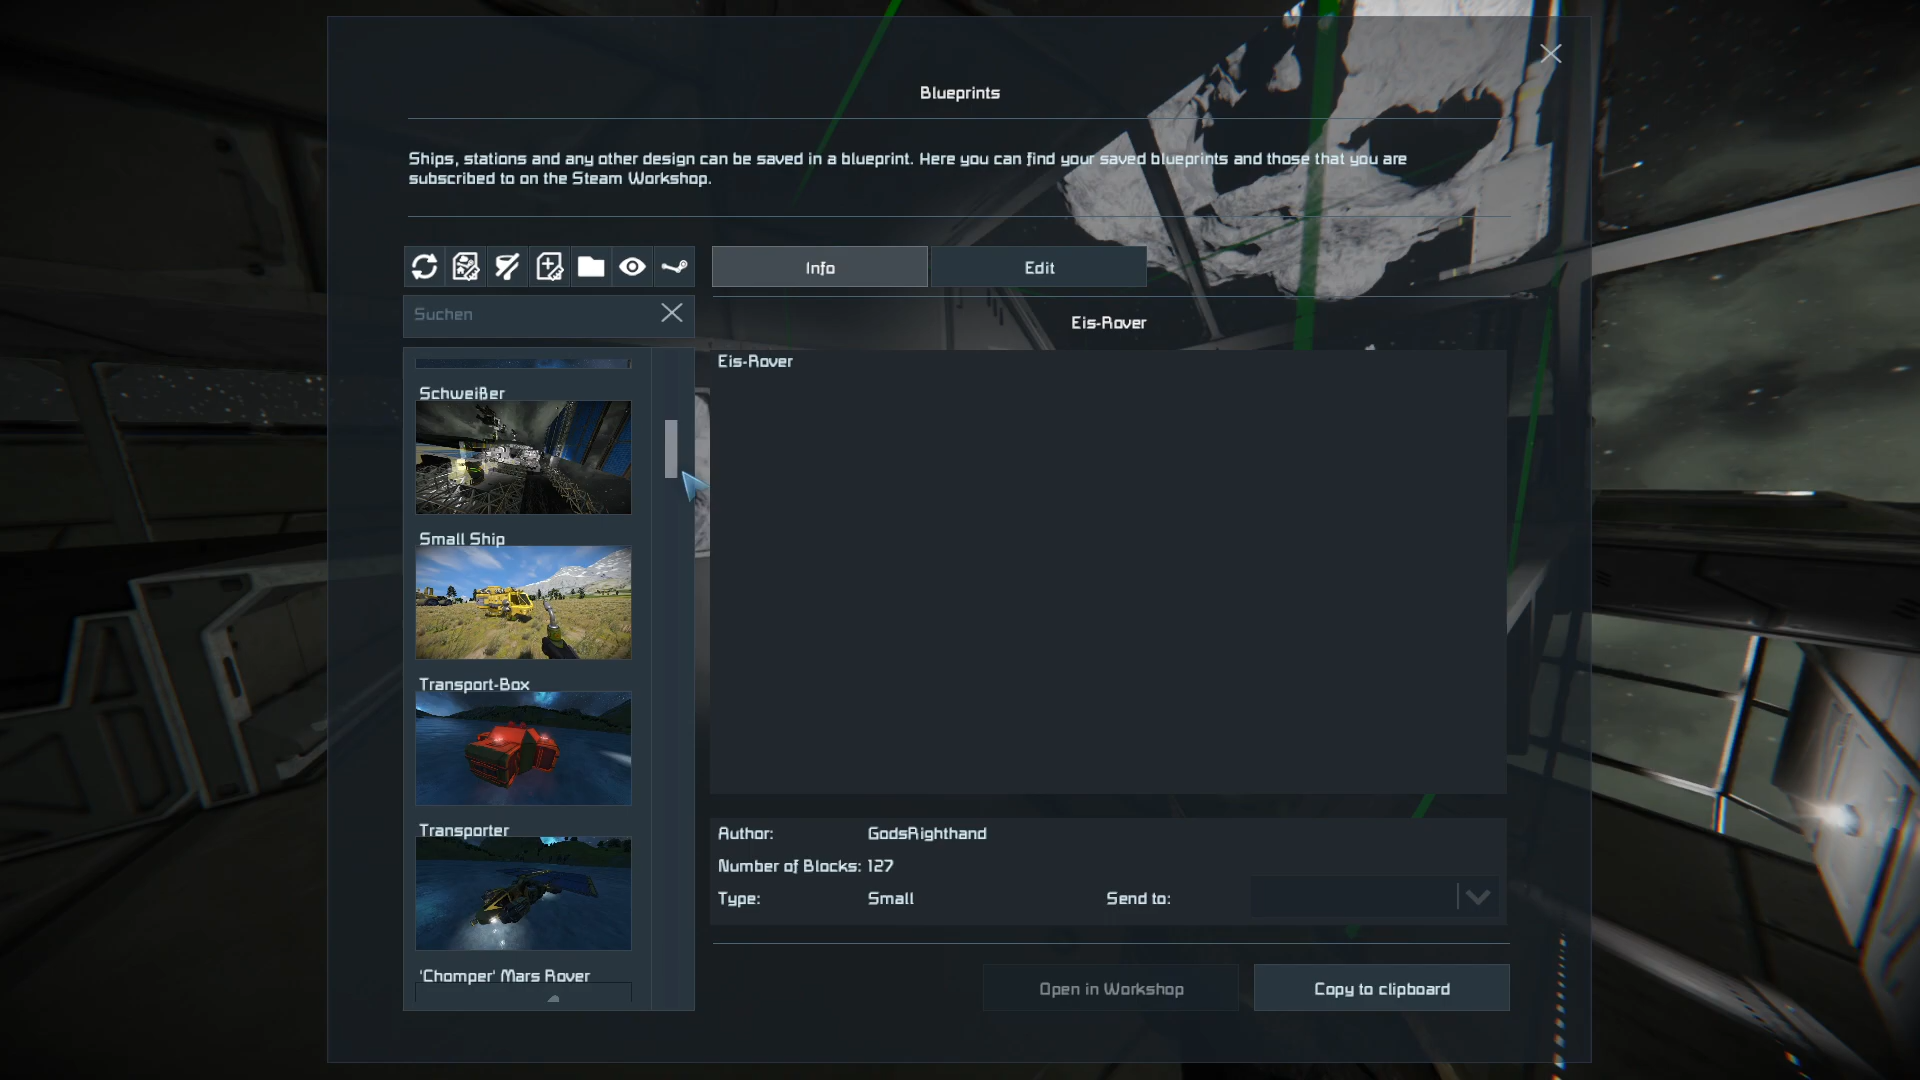 Blueprints
Ships, stations and any other design can be saved in a blueprint. Here you can find your saved blueprints and those that you are
subscribed to on the Steam Workshop.
Info
Edit
Suchen
Eis-Rover
Eis-Rover
Schweißer
Small Ship
Transport-Box
Transporter
'Chomper' Mars Rover
Author: GodsRighthand
Number of Blocks: 127
Type: Small
Send to:
Open in Workshop
Copy to clipboard